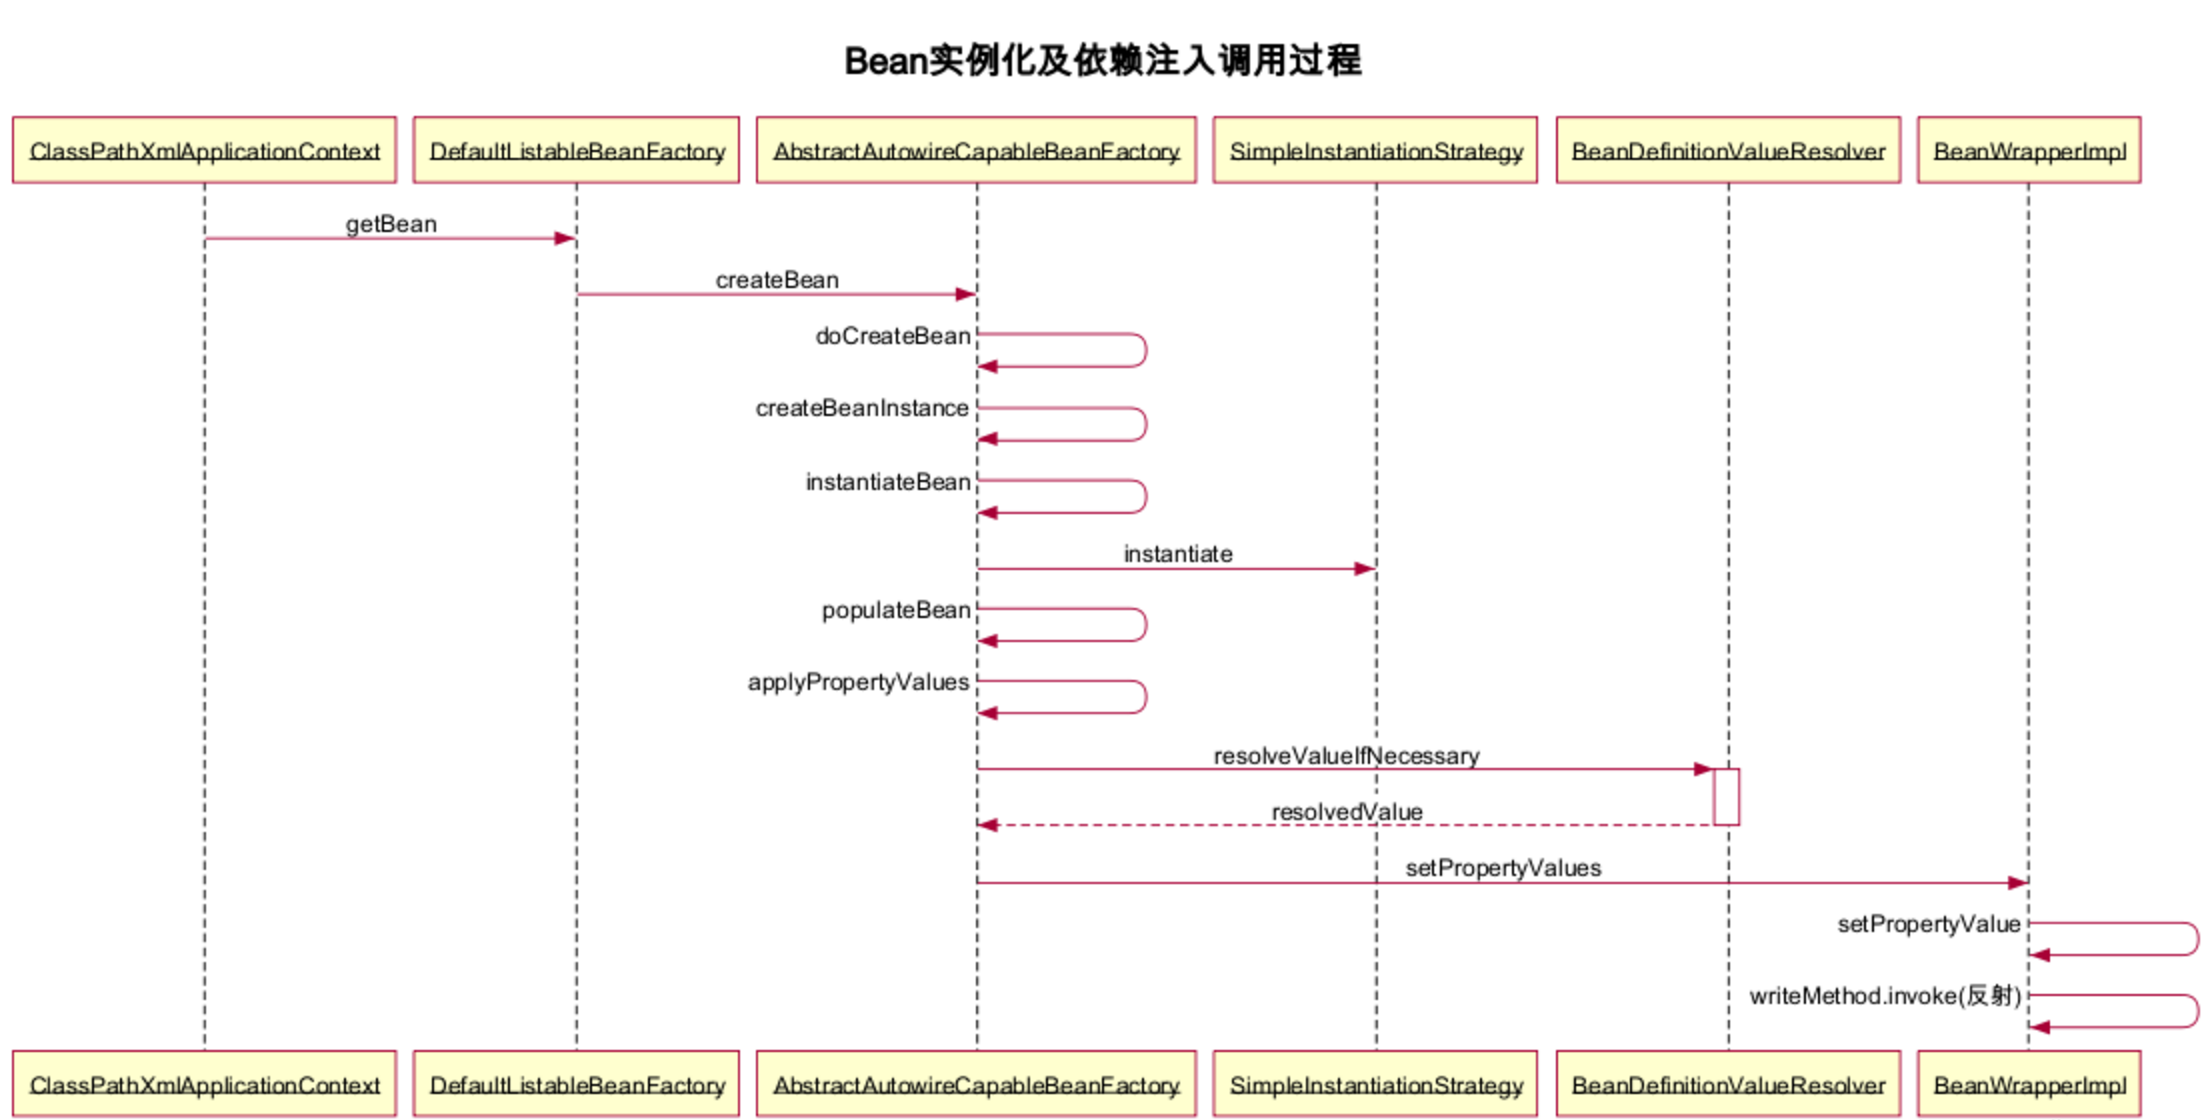 Bean实例化及依赖注入调用过程
ClassPathXmlApplicationContext
DefaultListableBeanFactory
AbstractAutowireCapableBeanFactory
SimpleInstantiationStrategy
BeanDefinitionValueResolver
BeanWrapperImpl
getBean
createBean
doCreateBean
createBeanInstance
instantiateBean
instantiate
populateBean
applyPropertyValues
resolveValueIfNecessary
resolvedValue
setPropertyValues
setPropertyValue
writeMethod.invoke(反射)
ClassPathXmlApplicationContext
DefaultListableBeanFactory
AbstractAutowireCapableBeanFactory
SimpleInstantiationStrategy
BeanDefinitionValueResolver
BeanWrapperImpl